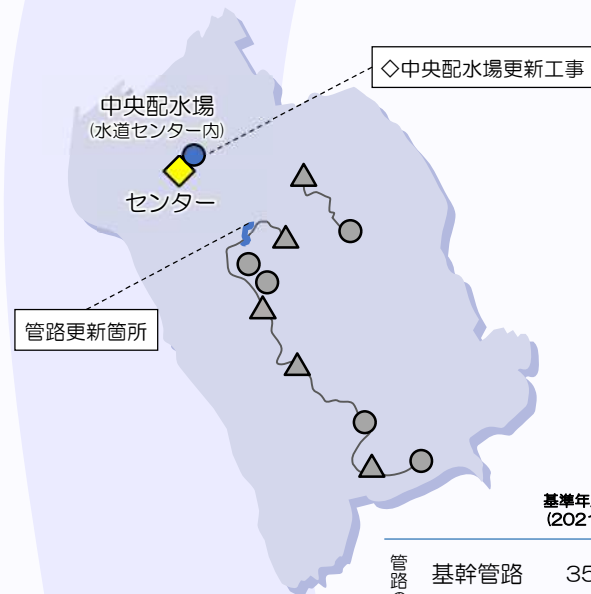 ◇中央配水場更新工事
中央配水場
(水道センター内)
センター
管路更新箇所
基準年
(2021
管路の
基幹管路 35